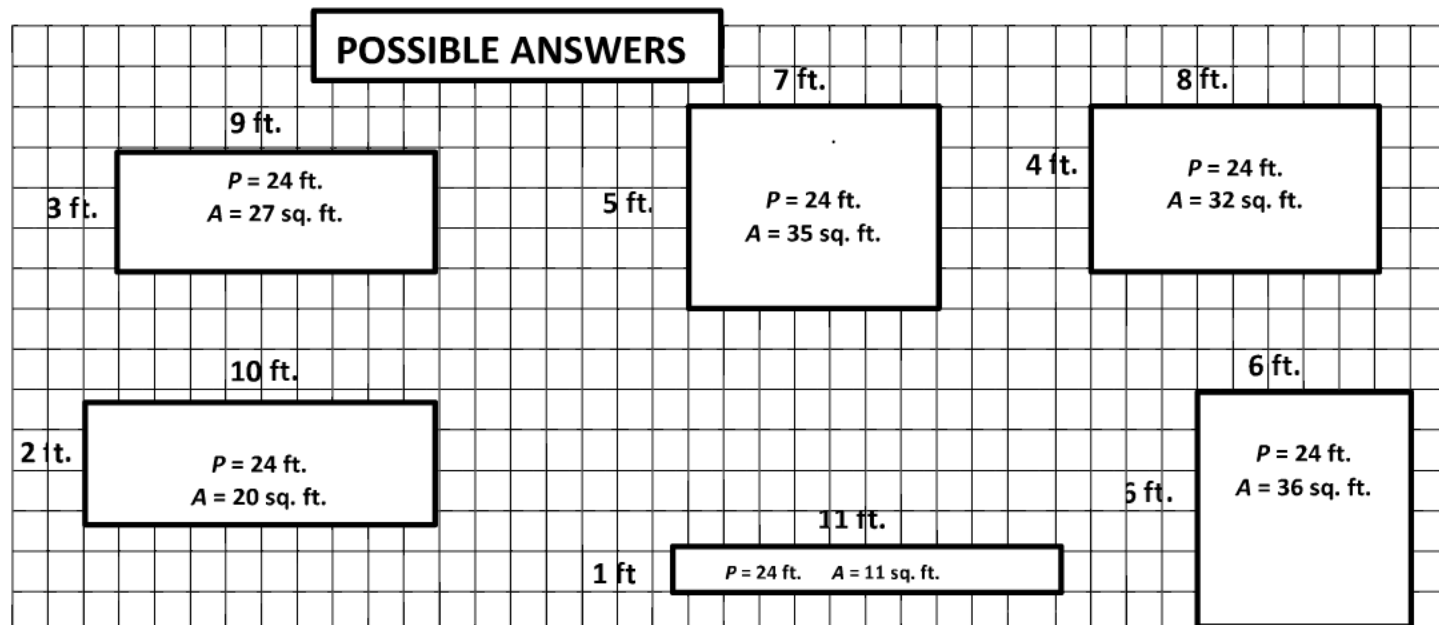 POSSIBLE ANSWERS
9 ft.
3 ft.
P = 24 ft.
A = 27 sq. ft.
7 ft.
5 ft.
P = 24 ft.
A = 35 sq. ft.
8 ft.
4 ft.
P = 24 ft.
A = 32 sq. ft.
10 ft.
2 ft.
P = 24 ft.
A = 20 sq. ft.
11 ft.
1 ft
P = 24 ft. A = 11 sq. ft.
6 ft.
6 ft.
P = 24 ft.
A = 36 sq. ft.